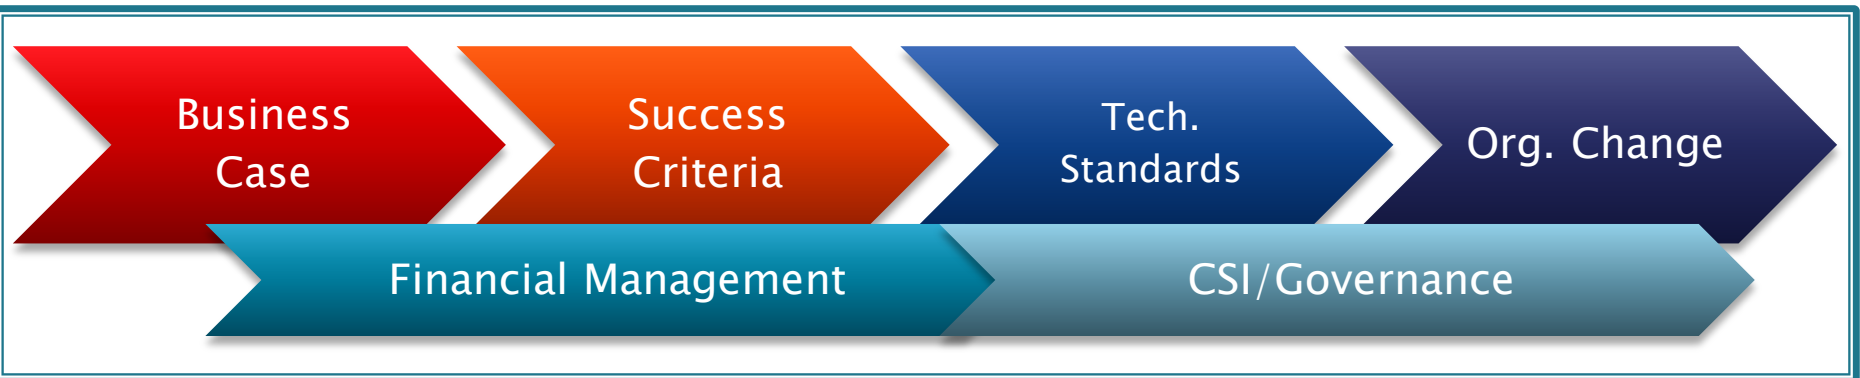 Business
Case
Success
Criteria
Tech.
Standards
Org. Change
Financial Management
CSI/Governance